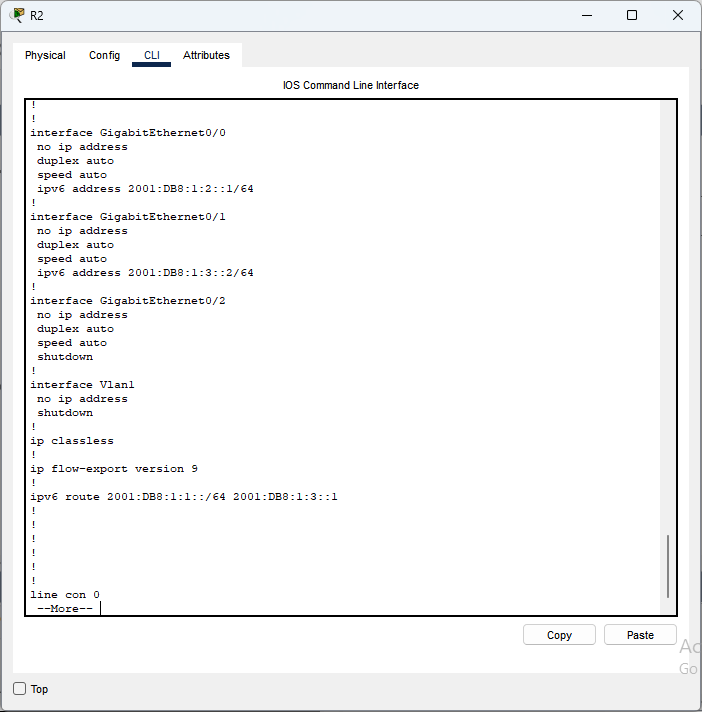 R2
Physical Config CLI Attributes
IOS Command Line Interface
!
!
interface GigabitEthernet0/0
no ip address
duplex auto
speed auto
ipv6 address 2001:DB8:1:2::1/64
!
interface GigabitEthernet0/1
no ip address
duplex auto
speed auto
ipv6 address 2001:DB8:1:3::2/64
!
interface GigabitEthernet0/2
no ip address
duplex auto
speed auto
shutdown
!
interface Vlan1
no ip address
shutdown
!
ip classless
!
ip flow-export version 9
!
ipv6 route 2001:DB8:1:1::/64 2001:DB8:1:3::1
!
!
!
!
!
!
line con 0
--More--
Copy Paste
Ac
Go
Top